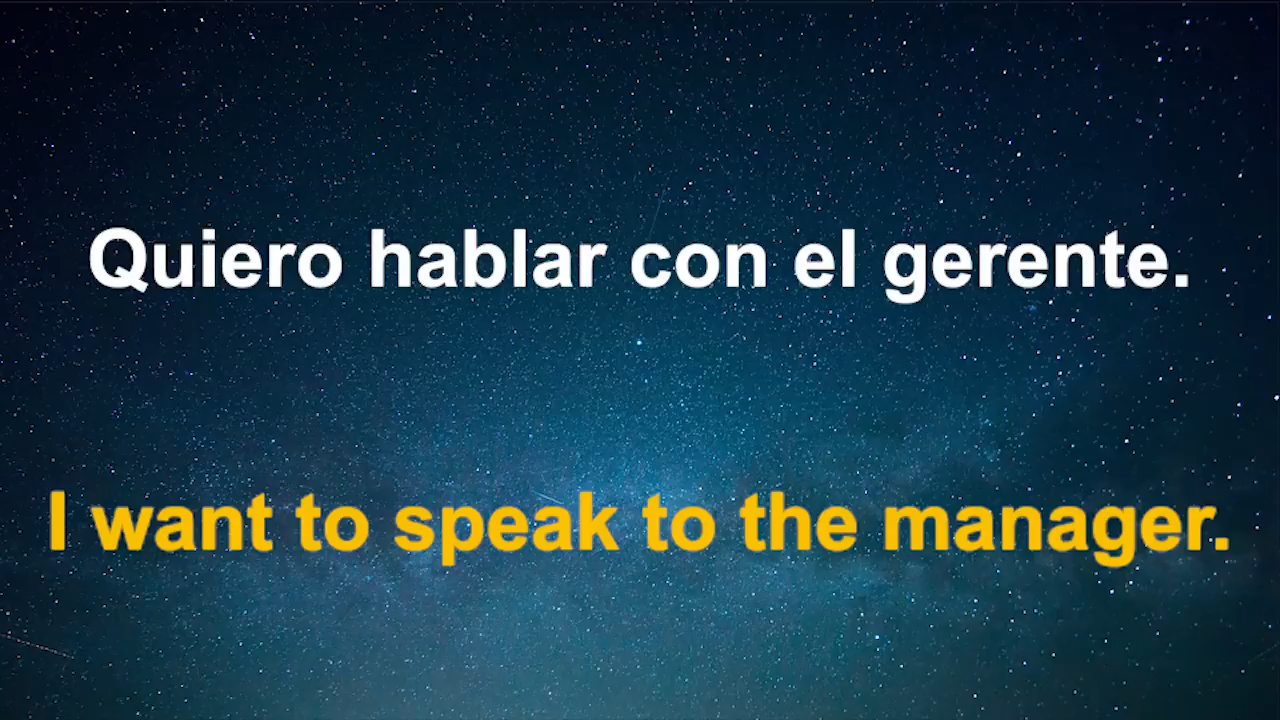 Quiero hablar con el gerente.
I want to speak to the manager.